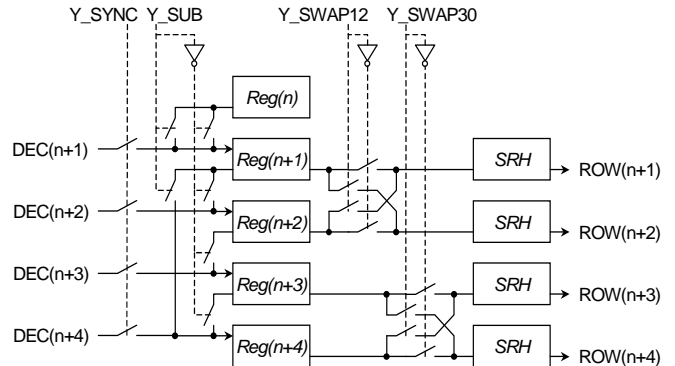 Y_SYNC Y_SUB Y_SWAP12 Y_SWAP30
Reg(n)
DEC(n+1) Reg(n+1) SRH ROW(n+1)
DEC(n+2) Reg(n+2) SRH ROW(n+2)
DEC(n+3) Reg(n+3) SRH ROW(n+3)
DEC(n+4) Reg(n+4) SRH ROW(n+4)